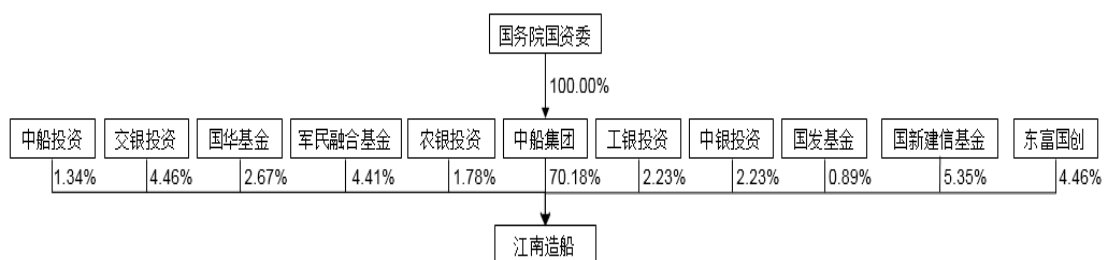 国务院国资委
100.00%
中船投资 交银投资 国华基金 军民融合基金 农银投资 中船集团 工银投资 中银投资 国发基金 国新建信基金 东富国创
1.34% 4.46% 2.67% 4.41% 1.78% 70.18% 2.23% 2.23% 0.89% 5.35% 4.46%
江南造船